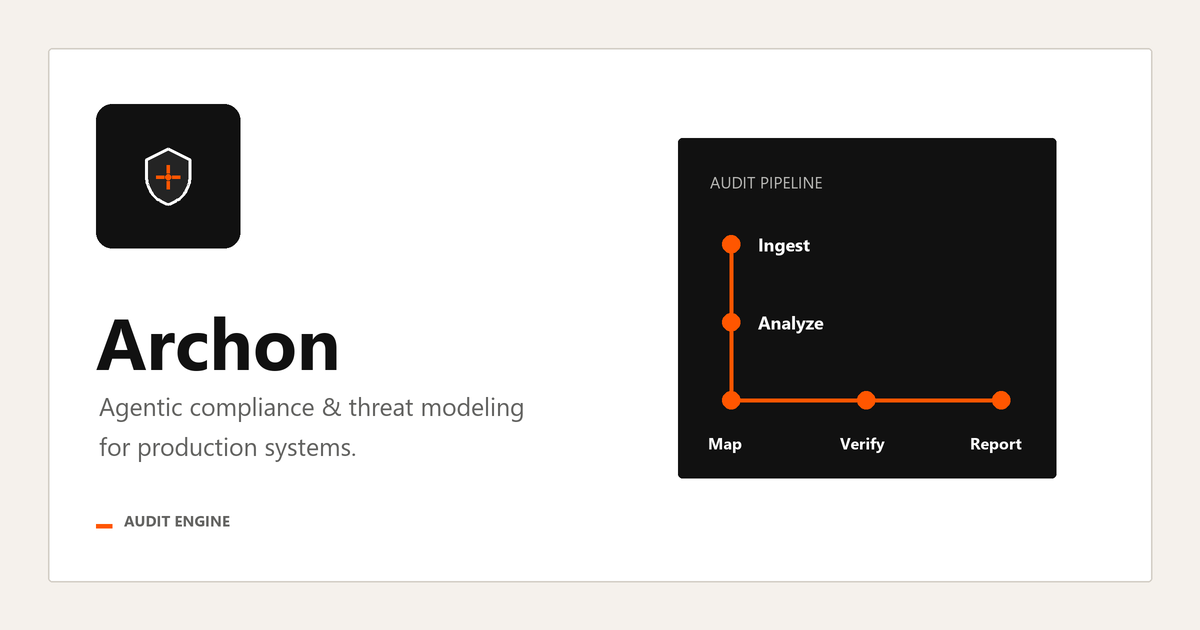 Archon
Agentic compliance & threat modeling
for production systems.
AUDIT ENGINE
AUDIT PIPELINE
Ingest
Analyze
Map Verify Report